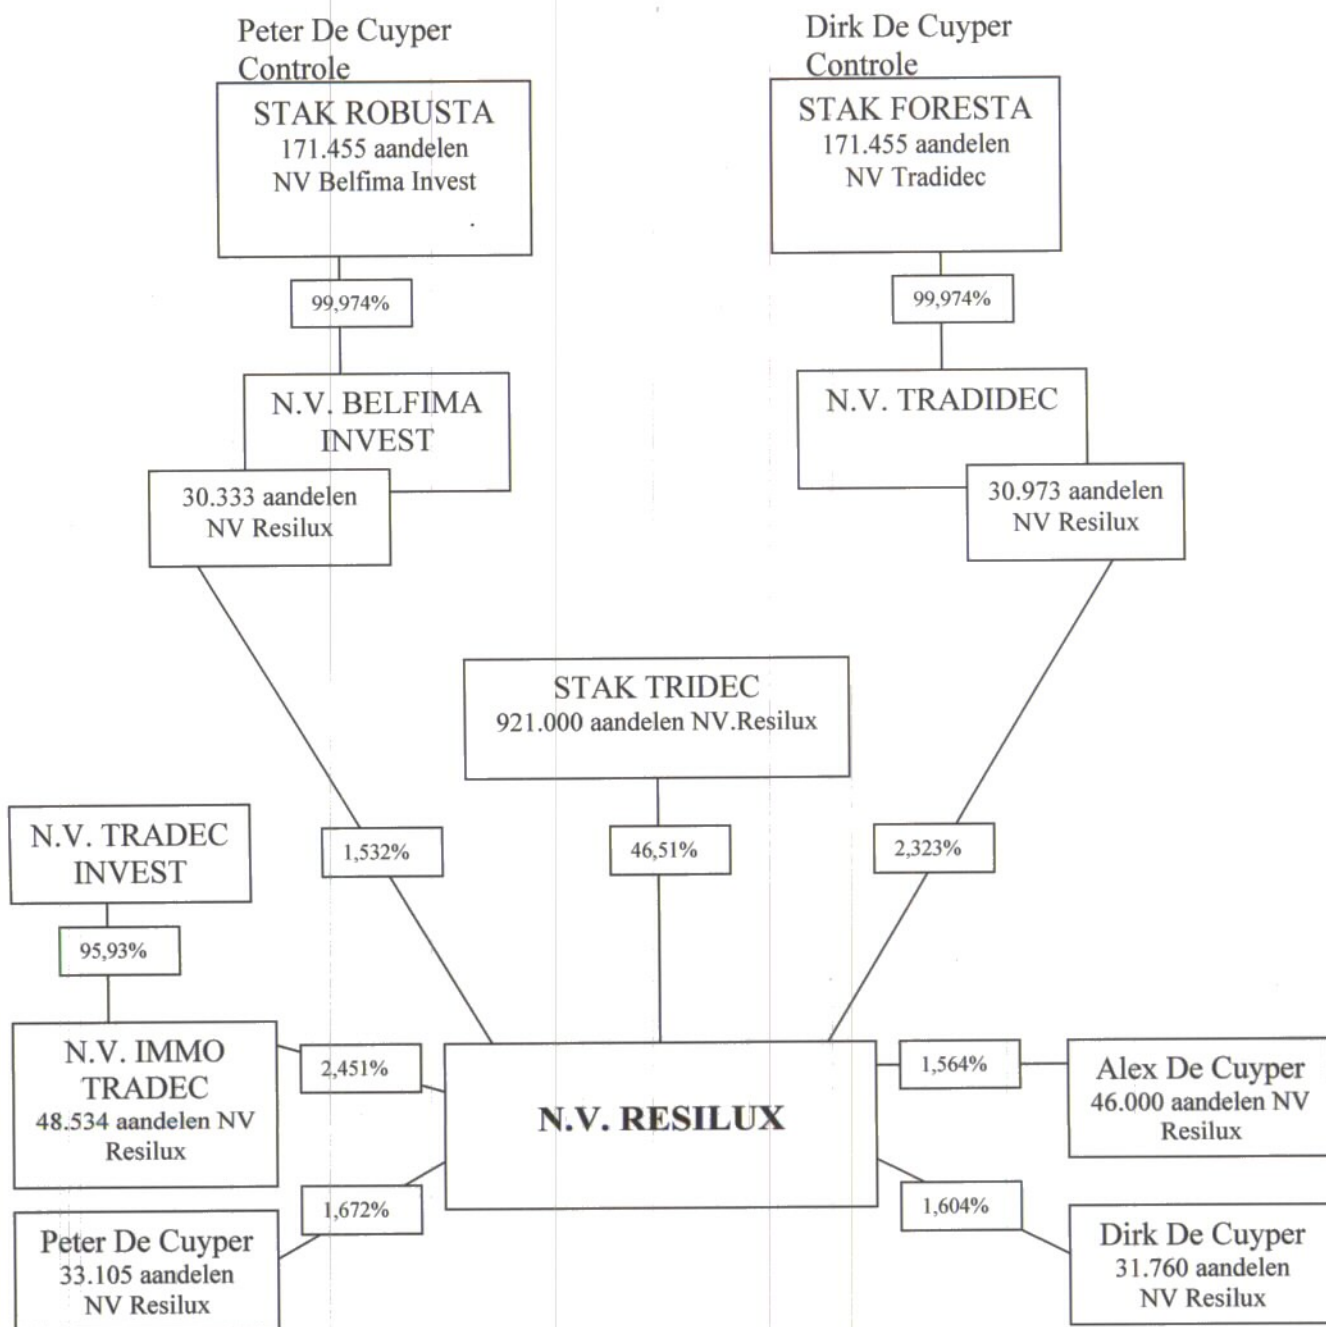 Peter De Cuyper
Controle
STAK ROBUSTA
171.455 aandelen
NV Belfima Invest
99,974%
N.V. BELFIMA
INVEST
30.333 aandelen
NV Resilux
Dirk De Cuyper
Controle
STAK FORESTA
171.455 aandelen
NV Tradidec
99,974%
N.V. TRADIDEC
30.973 aandelen
NV Resilux
STAK TRIDEC
921.000 aandelen NV.Resilux
1,532%
46,51%
2,323%
N.V. TRADEC
INVEST
95,93%
N.V. IMMO
TRADEC
48.534 aandelen NV
Resilux
2,451%
N.V. RESILUX
1,564%
Alex De Cuyper
46.000 aandelen NV
Resilux
Peter De Cuyper
33.105 aandelen
NV Resilux
1,672%
1,604%
Dirk De Cuyper
31.760 aandelen
NV Resilux